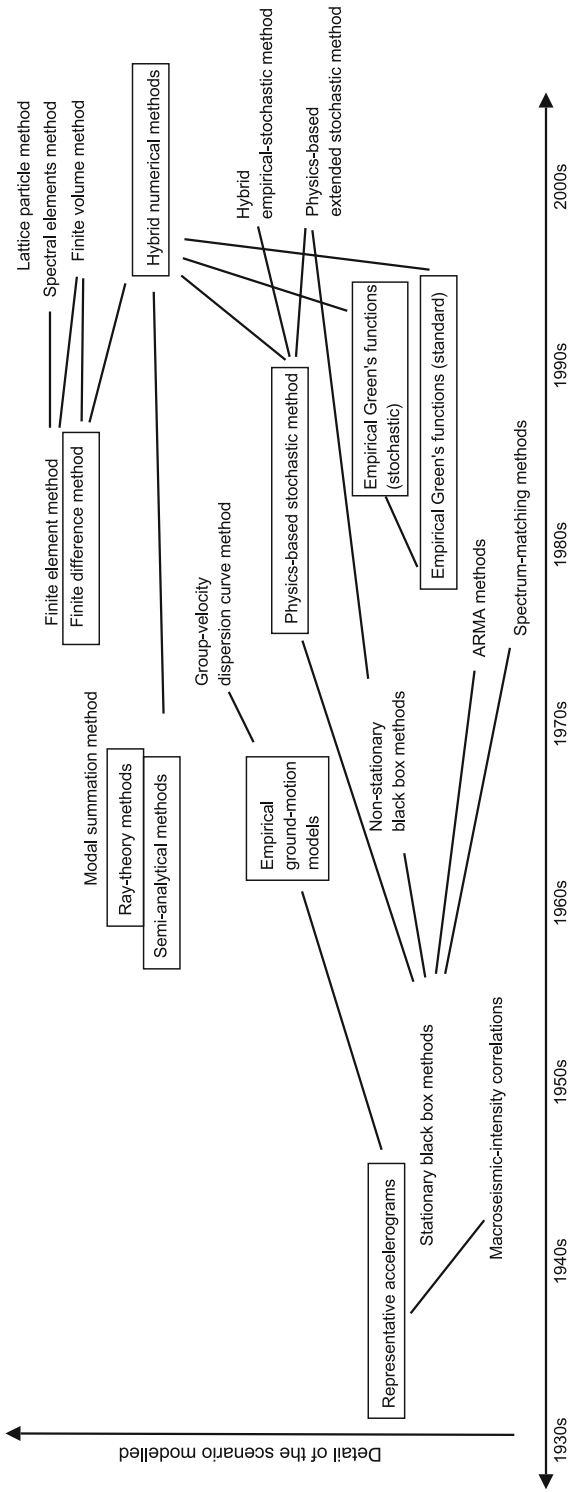 Lattice particle method
Spectral elements method
Finite volume method
Finite element method
Finite difference method
Hybrid numerical methods
Modal summation method
Ray-theory methods
Semi-analytical methods
Group-velocity
dispersion curve method
Hybrid
empirical-stochastic method
Empirical
ground-motion
models
Physics-based stochastic method
Physics-based
extended stochastic method
Non-stationary
black box methods
Empirical Green's functions
(stochastic)
Representative accelerograms
Empirical Green's functions (standard)
Stationary black box methods
ARMA methods
Macroseismic-intensity correlations
Spectrum-matching methods
Detail of the scenario modelled
1930s
1940s
1950s
1960s
1970s
1980s
1990s
2000s